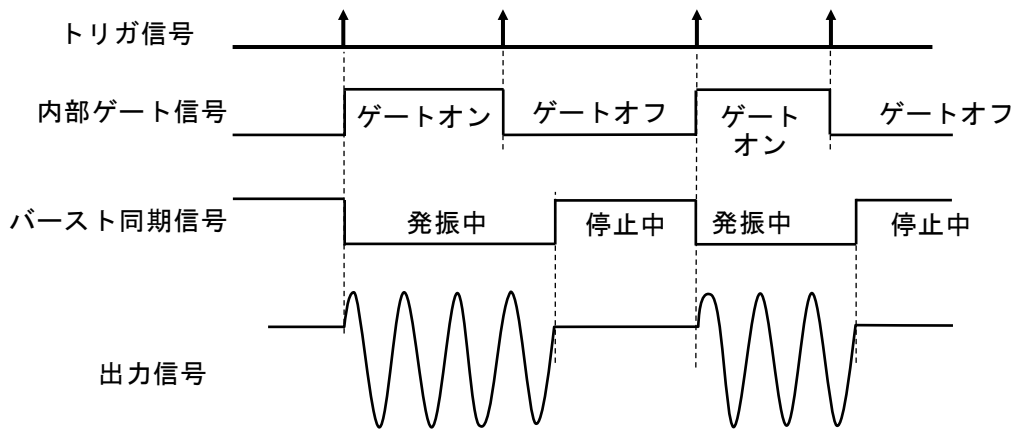 トリガ信号
内部ゲート信号
ゲートオン
ゲートオフ
ゲート
オン
ゲートオフ
バースト同期信号
発振中
停止中
発振中
停止中
出力信号